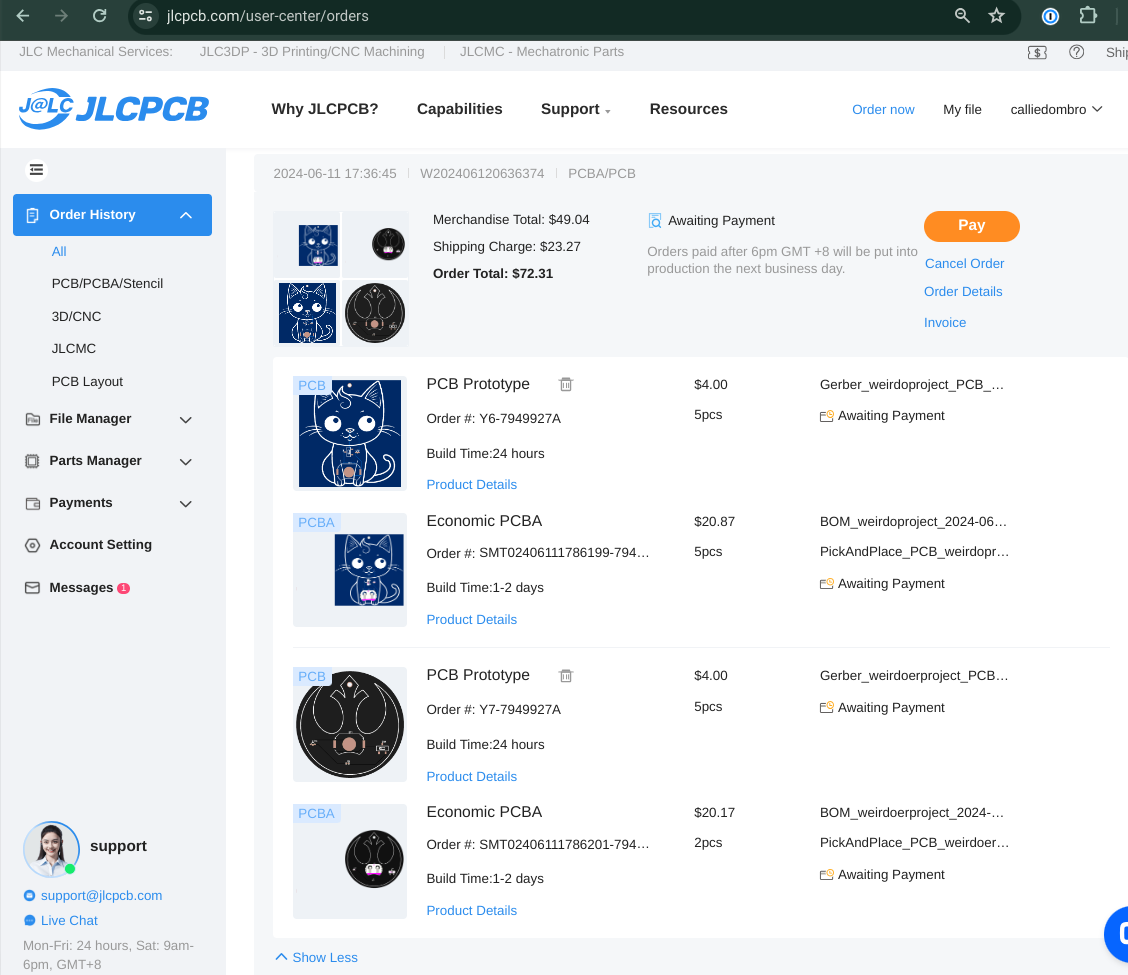 jlcpcb.com/user-center/orders
JLC Mechanical Services: JLC3DP - 3D Printing/CNC Machining JLCMC - Mechatronic Parts
J@LC JLCPCB
Why JLCPCB? Capabilities Support Resources Order now My file calliedombro
Order History
All
PCB/PCBA/Stencil
3D/CNC
JLCMC
PCB Layout
File Manager
Parts Manager
Payments
Account Setting
Messages 1
support
support@jlcpcb.com
Live Chat
Mon-Fri: 24 hours, Sat: 9am-
6pm, GMT+8
2024-06-11 17:36:45 W202406120636374 PCBA/PCB
Merchandise Total: $49.04
Shipping Charge: $23.27
Order Total: $72.31
Awaiting Payment
Orders paid after 6pm GMT +8 will be put into
production the next business day.
Pay
Cancel Order
Order Details
Invoice
PCB
PCB Prototype $4.00 Gerber_weirdoproject_PCB_…
Order #: Y6-7949927A 5pcs Awaiting Payment
Build Time:24 hours
Product Details
PCBA
Economic PCBA $20.87 BOM_weirdoproject_2024-06…
Order #: SMT02406111786199-794… 5pcs PickAndPlace_PCB_weirdopr…
Build Time:1-2 days Awaiting Payment
Product Details
PCB
PCB Prototype $4.00 Gerber_weirdoerproject_PCB…
Order #: Y7-7949927A 5pcs Awaiting Payment
Build Time:24 hours
Product Details
PCBA
Economic PCBA $20.17 BOM_weirdoerproject_2024-…
Order #: SMT02406111786201-794… 2pcs PickAndPlace_PCB_weirdoer…
Build Time:1-2 days Awaiting Payment
Product Details
Show Less